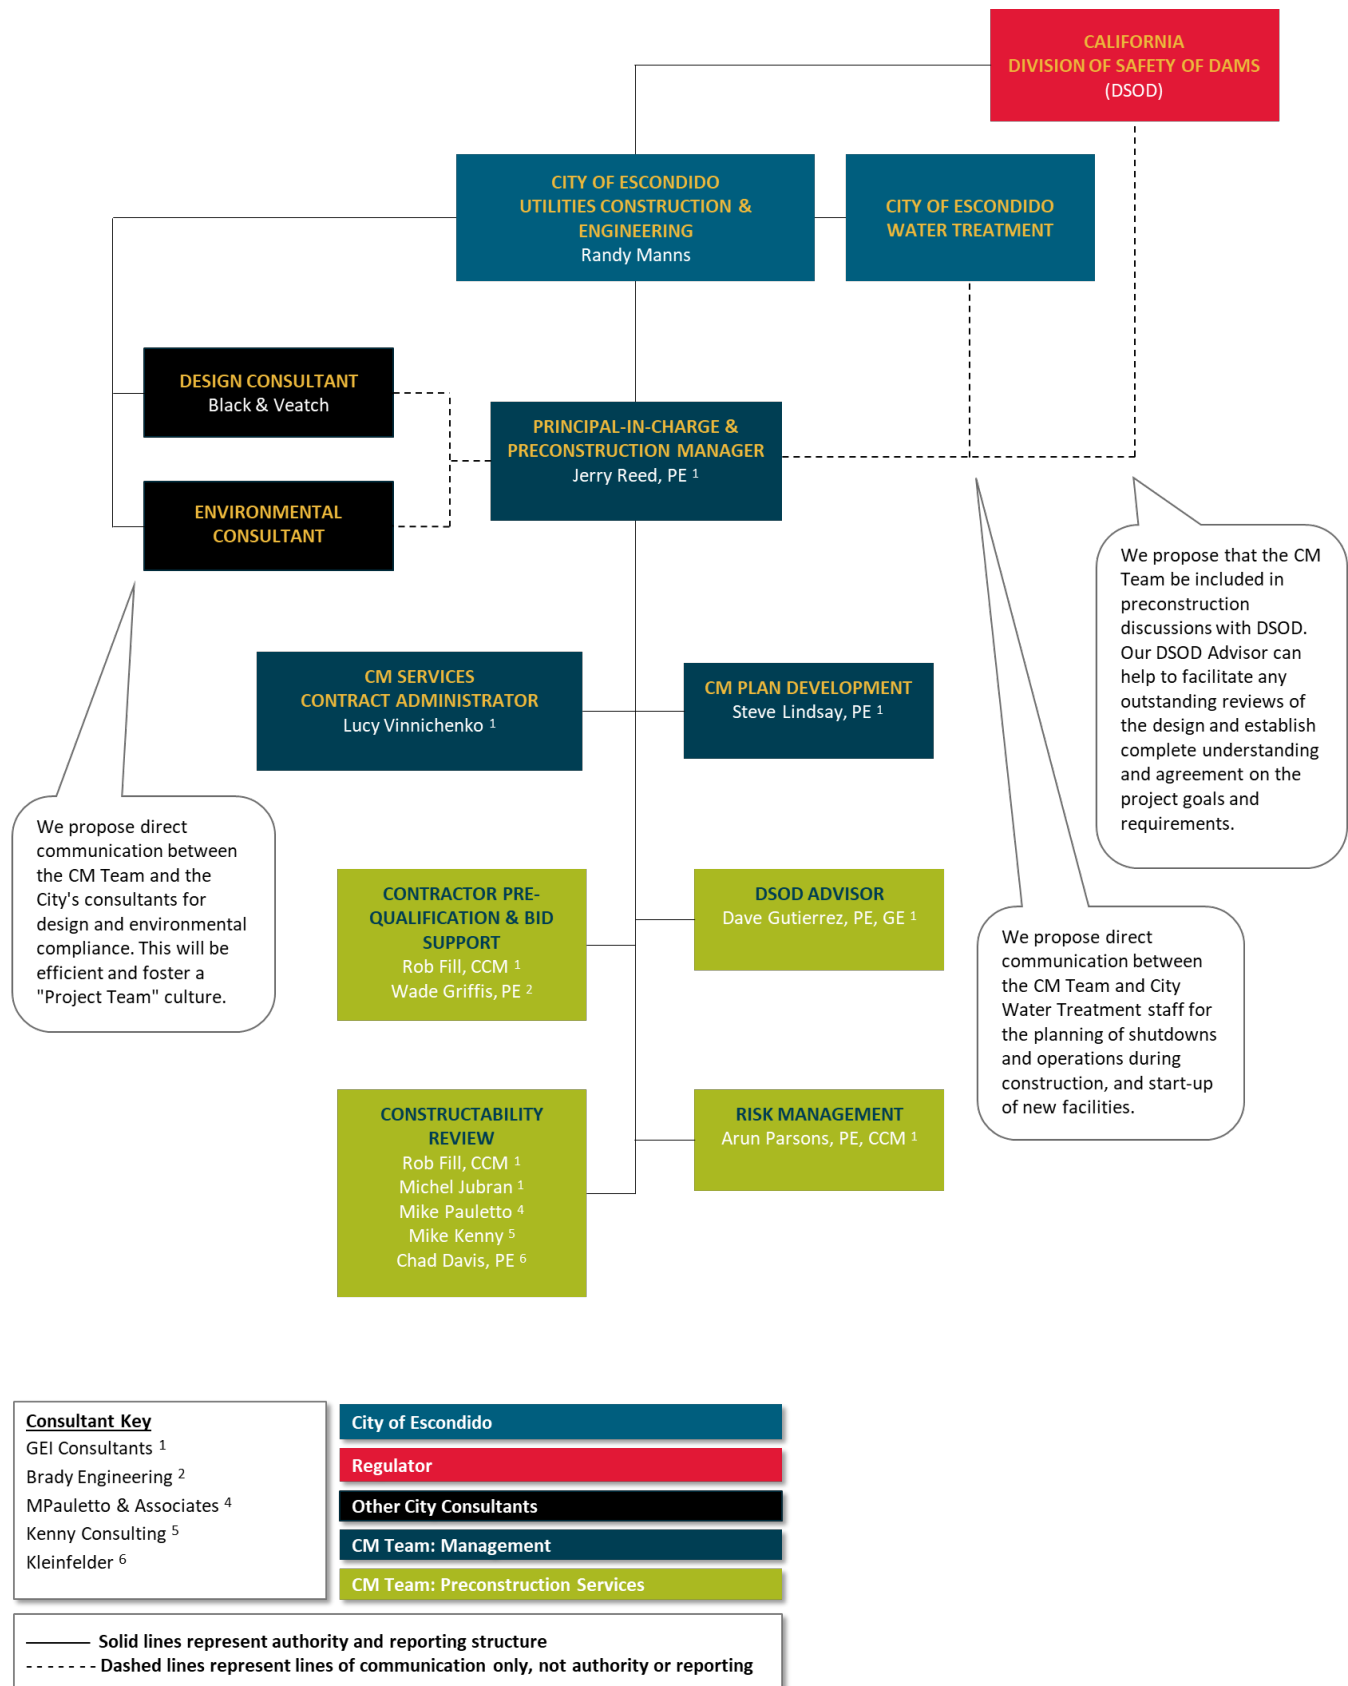 CALIFORNIA
DIVISION OF SAFETY OF DAMS
(DSOD)
CITY OF ESCONDIDO
UTILITIES CONSTRUCTION &
ENGINEERING
Randy Manns
CITY OF ESCONDIDO
WATER TREATMENT
DESIGN CONSULTANT
Black & Veatch
PRINCIPAL-IN-CHARGE &
PRECONSTRUCTION MANAGER
Jerry Reed, PE 1
ENVIRONMENTAL
CONSULTANT
We propose that the CM
Team be included in
preconstruction
discussions with DSOD.
Our DSOD Advisor can
help to facilitate any
outstanding reviews of
the design and establish
complete understanding
and agreement on the
project goals and
requirements.
CM SERVICES
CONTRACT ADMINISTRATOR
Lucy Vinnichenko 1
CM PLAN DEVELOPMENT
Steve Lindsay, PE 1
We propose direct
communication between
the CM Team and the
City's consultants for
design and environmental
compliance. This will be
efficient and foster a
"Project Team" culture.
CONTRACTOR PRE-
QUALIFICATION & BID
SUPPORT
Rob Fill, CCM 1
Wade Griffis, PE 2
DSOD ADVISOR
Dave Gutierrez, PE, GE 1
We propose direct
communication between
the CM Team and City
Water Treatment staff for
the planning of shutdowns
and operations during
construction, and start-up
of new facilities.
CONSTRUCTABILITY
REVIEW
Rob Fill, CCM 1
Michel Jubran 1
Mike Pauletto 4
Mike Kenny 5
Chad Davis, PE 6
RISK MANAGEMENT
Arun Parsons, PE, CCM 1
Consultant Key
GEI Consultants 1
Brady Engineering 2
MPauletto & Associates 4
Kenny Consulting 5
Kleinfelder 6
City of Escondido
Regulator
Other City Consultants
CM Team: Management
CM Team: Preconstruction Services
Solid lines represent authority and reporting structure
Dashed lines represent lines of communication only, not authority or reporting